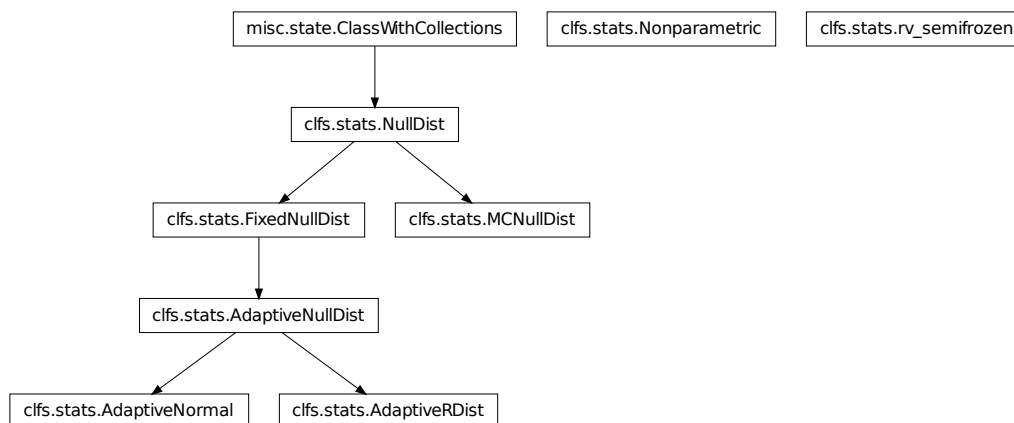 misc.state.ClassWithCollections
clfs.stats.Nonparametric
clfs.stats.rv_semifrozen
clfs.stats.NullDist
clfs.stats.FixedNullDist
clfs.stats.MCNullDist
clfs.stats.AdaptiveNullDist
clfs.stats.AdaptiveNormal
clfs.stats.AdaptiveRDist